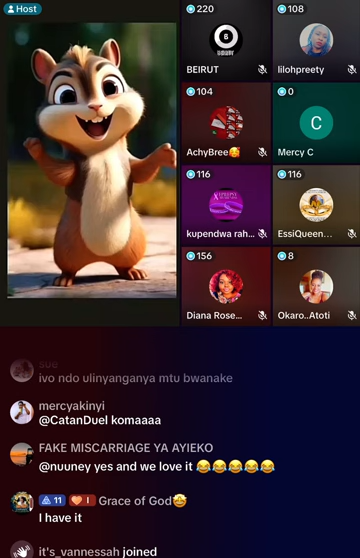 Host
220
BEIRUT
108
lilohpreety
104
AchyBree🥰
0
C
Mercy C
116
kupendwa rah...
116
EssiQueen...
156
Diana Rose...
8
Okaro..Atoti
sue
ivo ndo ulinyanganya mtu bwanake
mercyakinyi
@CatanDuel komaaaa
FAKE MISCARRIAGE YA AYIEKO
@nuuney yes and we love it 😂😂😂😂😂
11 I Grace of God🤩
I have it
it's_vannessah joined